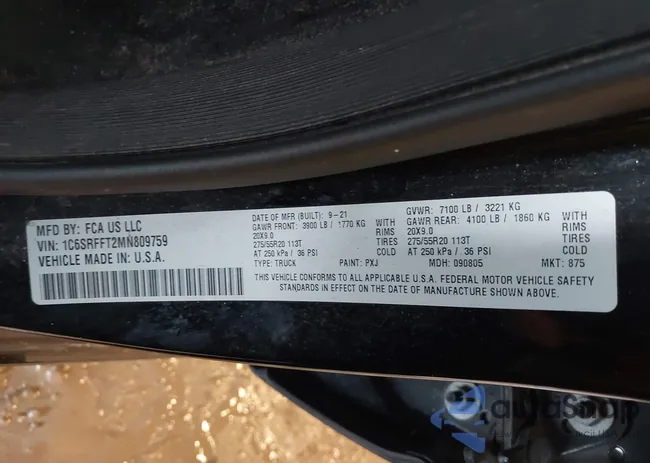 MFD BY: FCA US LLC
VIN: 1C6SRFFT2MN809759
VEHICLE MADE IN: U.S.A.
DATE OF MFR (BUILT): 9-21
GAWR FRONT: 3900 LB / 1770 KG WITH
20X9.0 RIMS
275/55R20 113T TIRES
AT 250 kPa / 36 PSI COLD
TYPE: TRUCK PAINT: PXJ
GVWR: 7100 LB / 3221 KG
GAWR REAR: 4100 LB / 1860 KG WITH
20X9.0 RIMS
275/55R20 113T TIRES
AT 250 kPa / 36 PSI COLD
MDH: 090805 MKT: 875
THIS VEHICLE CONFORMS TO ALL APPLICABLE U.S.A. FEDERAL MOTOR VEHICLE SAFETY
STANDARDS IN EFFECT ON THE DATE OF MANUFACTURE SHOWN ABOVE.